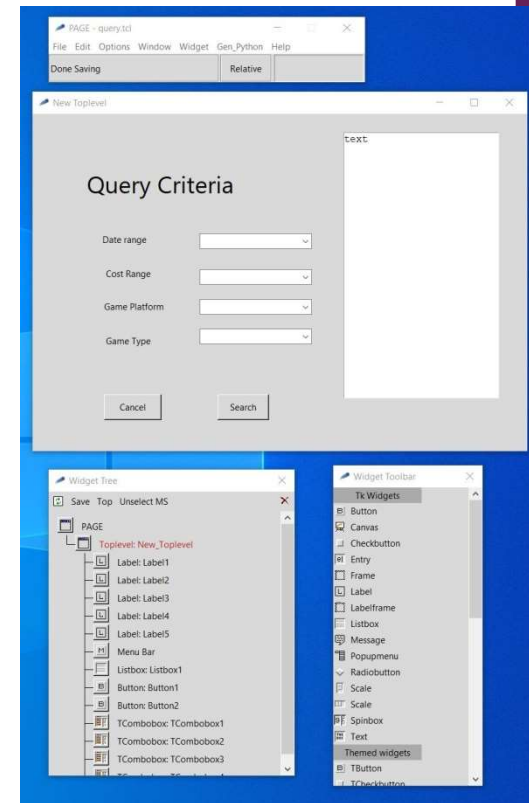 PAGE - query.tcl
File Edit Options Window Widget Gen_Python Help
Done Saving Relative
New Toplevel
text
Query Criteria
Date range
Cost Range
Game Platform
Game Type
Cancel Search
Widget Tree
Save Top Unselect MS
PAGE
Toplevel: New_Toplevel
Label: Label1
Label: Label2
Label: Label3
Label: Label4
Label: Label5
Menu Bar
Listbox: Listbox1
Button: Button1
Button: Button2
TCombobox: TCombobox1
TCombobox: TCombobox2
TCombobox: TCombobox3
Widget Toolbar
Tk Widgets
Button
Canvas
Checkbutton
Entry
Frame
Label
Labelframe
Listbox
Message
Popupmenu
Radiobutton
Scale
Scale
Spinbox
Text
Themed widgets
TButton
TCheckbutton